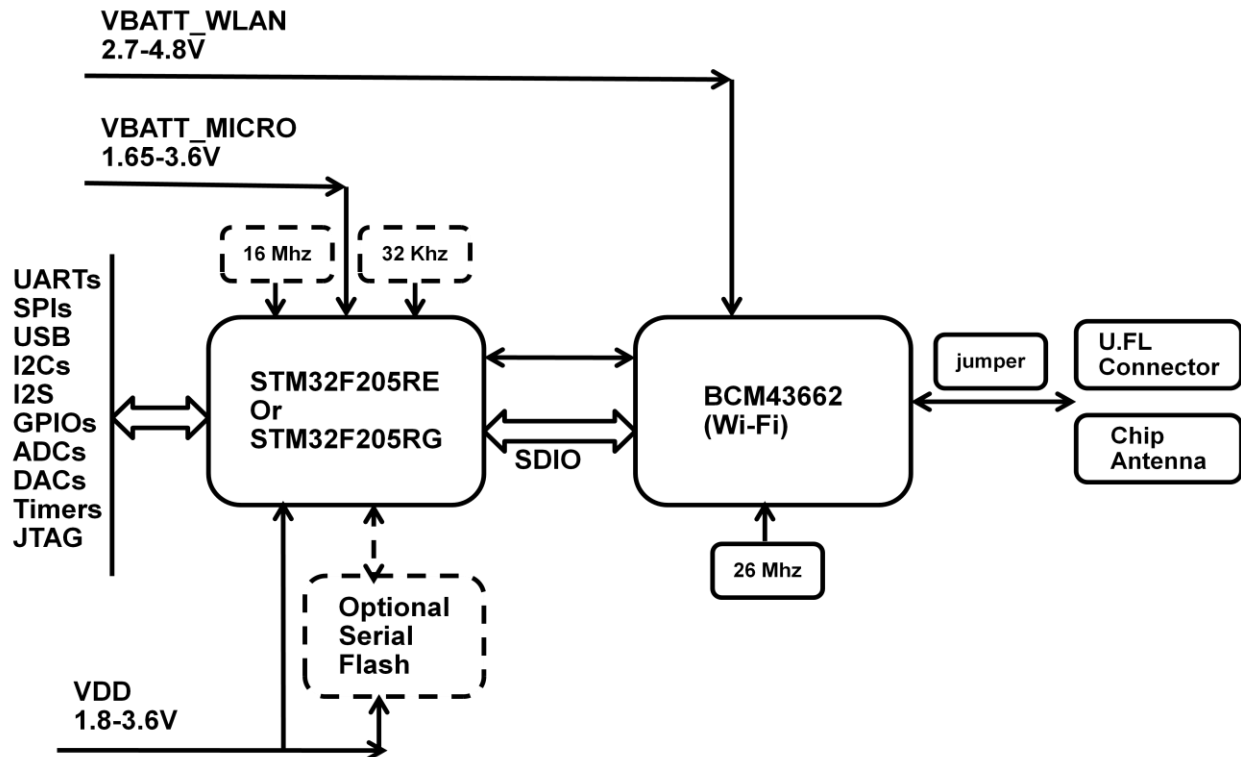 VBATT_WLAN
2.7-4.8V
VBATT_MICRO
1.65-3.6V
16 Mhz
32 Khz
UARTs
SPIs
USB
I2Cs
I2S
GPIOs
ADCs
DACs
Timers
JTAG
STM32F205RE
Or
STM32F205RG
SDIO
BCM43662
(Wi-Fi)
jumper
U.FL
Connector
Chip
Antenna
26 Mhz
Optional
Serial
Flash
VDD
1.8-3.6V